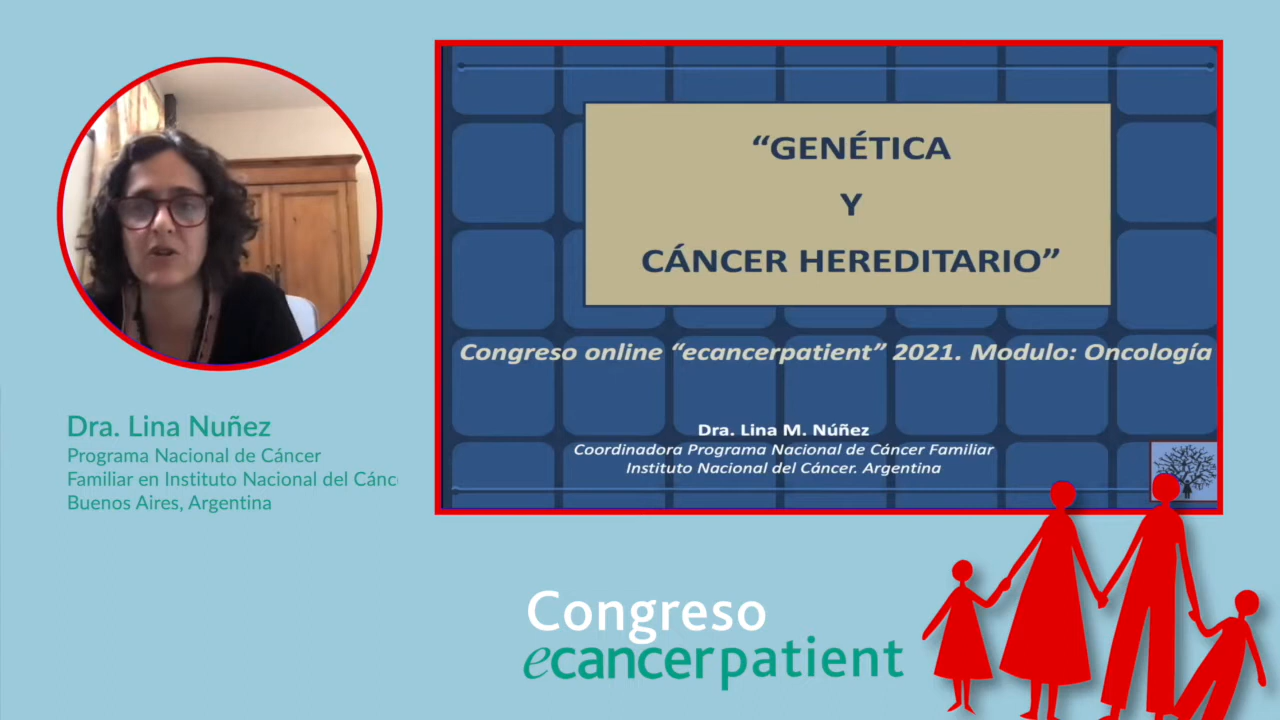 “GENÉTICA
Y
CÁNCER HEREDITARIO”
Congreso online “ecancerpatient” 2021. Modulo: Oncología
Dra. Lina M. Núñez
Coordinadora Programa Nacional de Cáncer Familiar
Instituto Nacional del Cáncer. Argentina
Dra. Lina Nuñez
Programa Nacional de Cáncer
Familiar en Instituto Nacional del Cánc
Buenos Aires, Argentina
Congreso
ecancerpatient